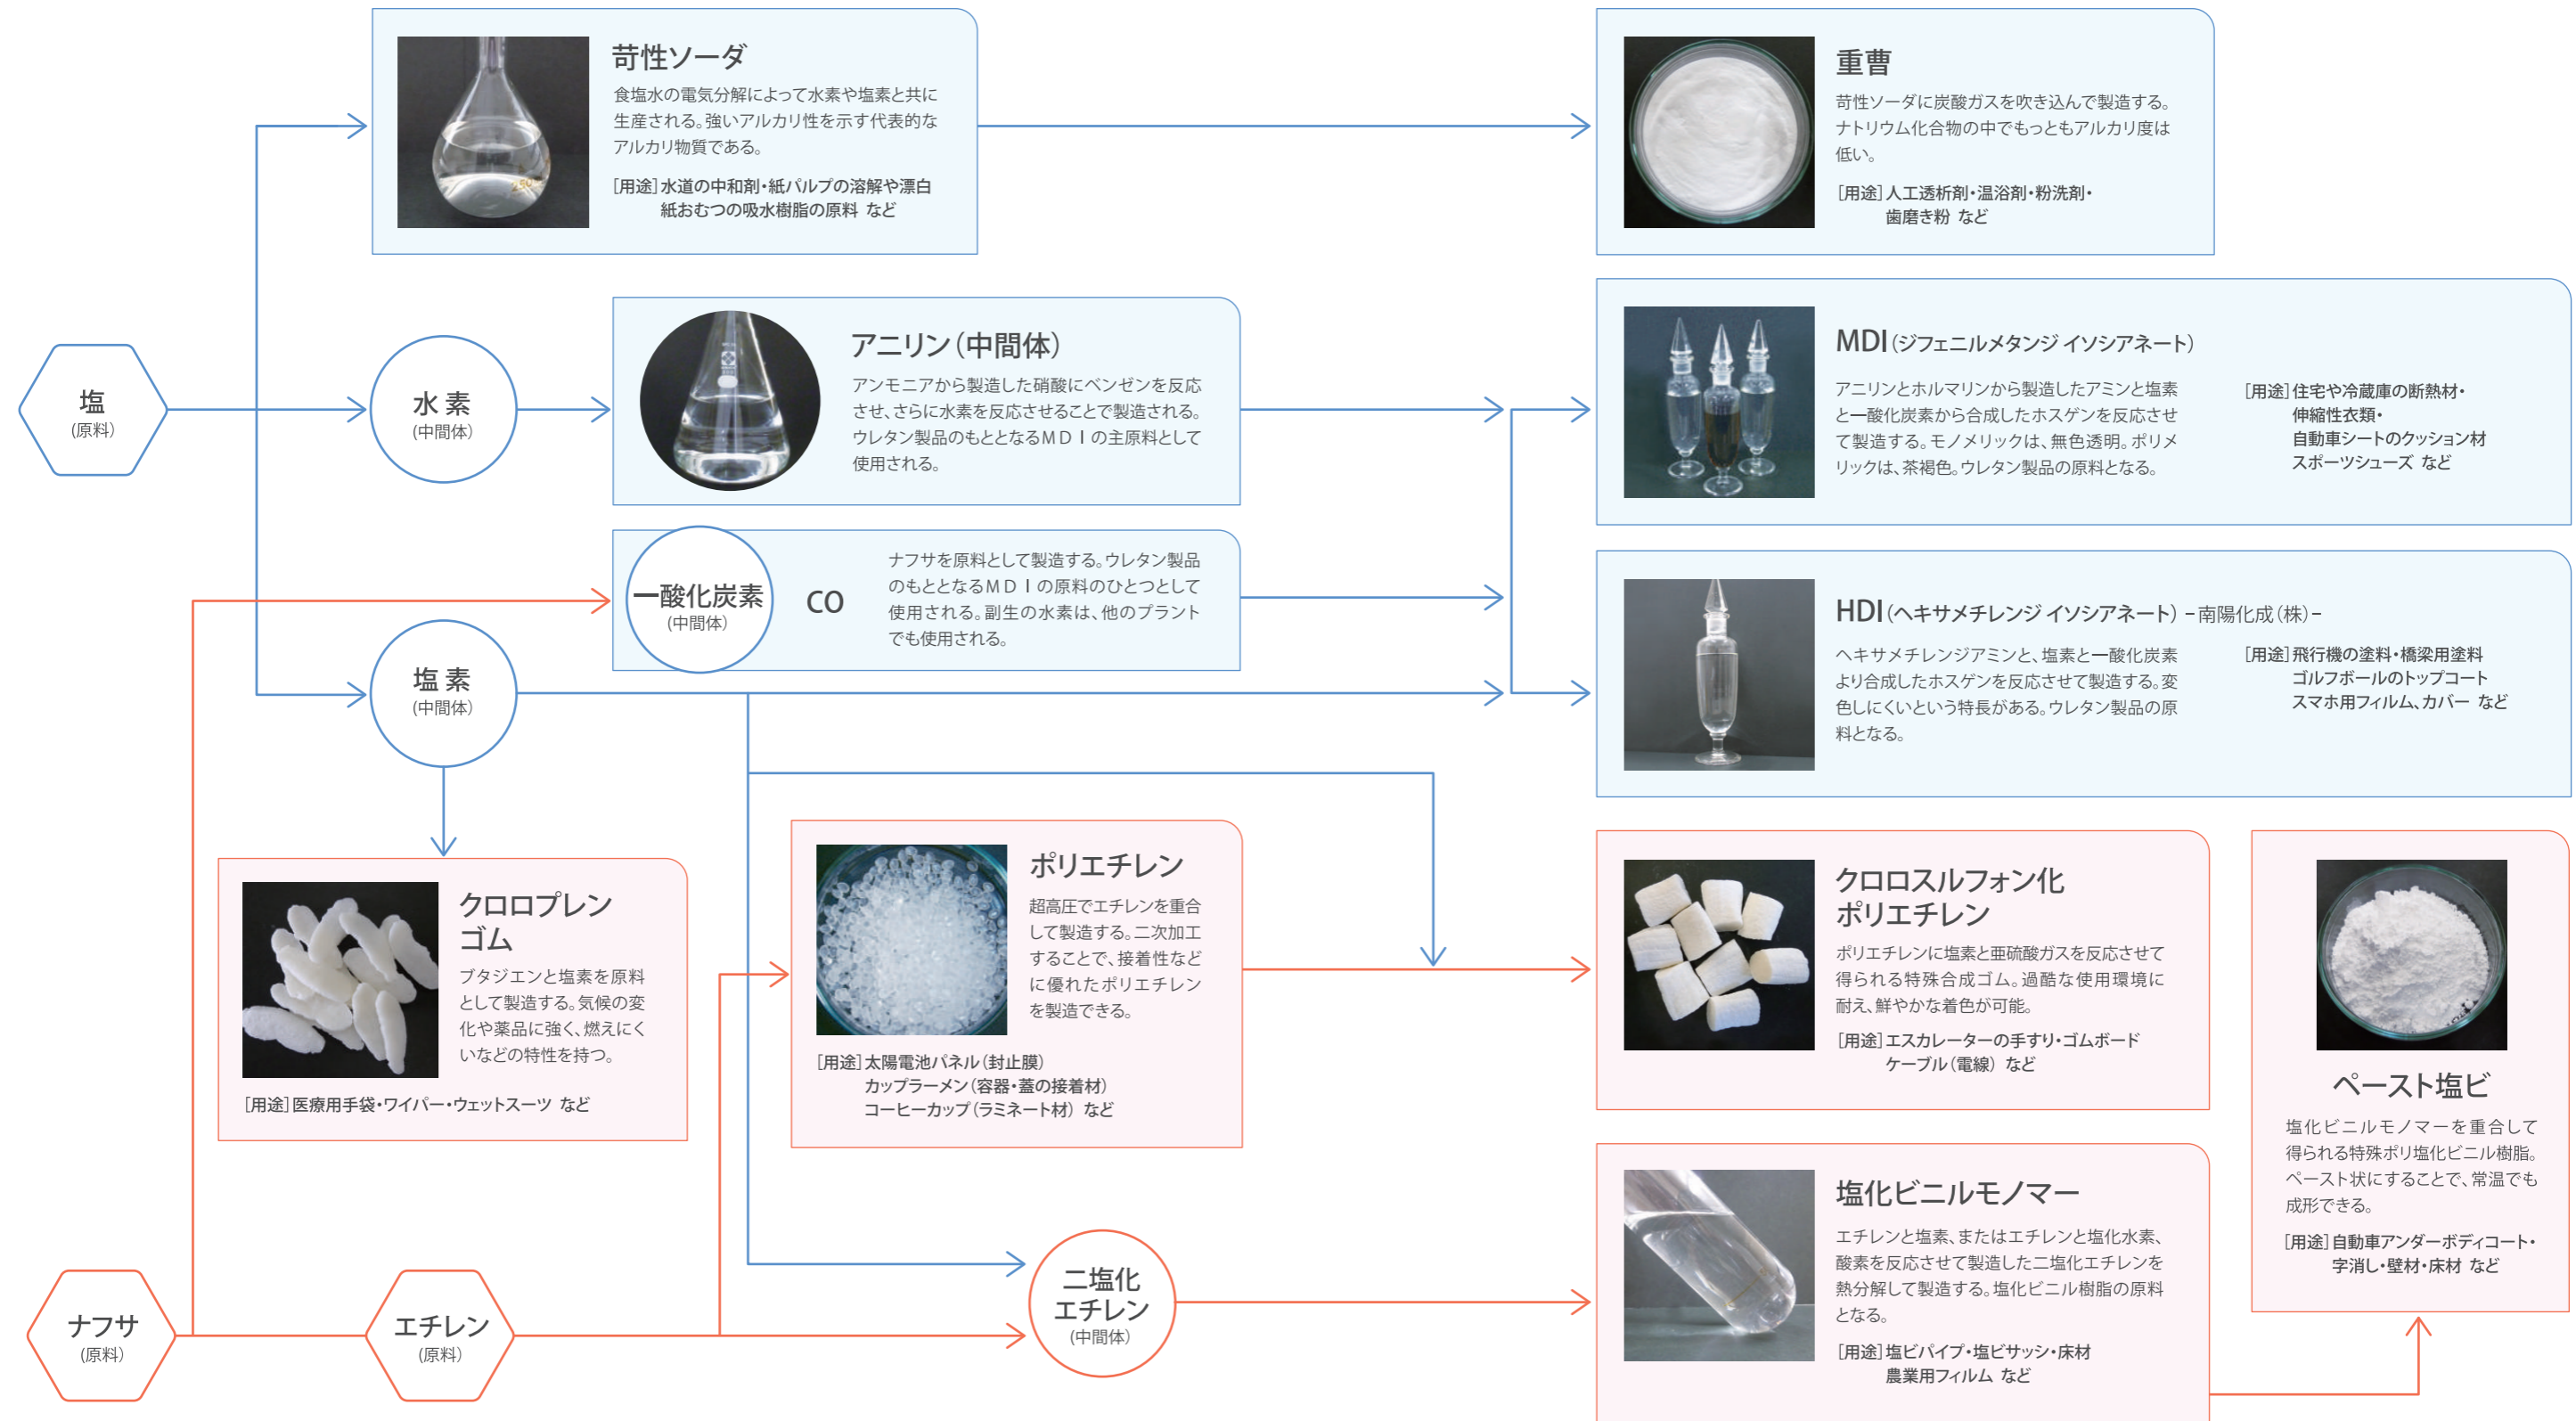 苛性ソーダ
食塩水の電気分解によって水素や塩素と共に
生産される。強いアルカリ性を示す代表的な
アルカリ物質である。
［用途］水道の中和剤・紙パルプの溶解や漂白
紙おむつの吸水樹脂の原料 など
重曹
苛性ソーダに炭酸ガスを吹き込んで製造する。
ナトリウム化合物の中でもっともアルカリ度は
低い。
［用途］人工透析剤・温浴剤・粉洗剤・
歯磨き粉 など
塩
(原料)
水 素
(中間体)
アニリン（中間体）
アンモニアから製造した硝酸にベンゼンを反応
させ、さらに水素を反応させることで製造される。
ウレタン製品のもととなるＭＤＩの主原料として
使用される。
MDI（ジフェニルメタンジ イソシアネート）
アニリンとホルマリンから製造したアミンと塩素
と一酸化炭素から合成したホスゲンを反応させ
て製造する。モノメリックは、無色透明。ポリメ
リックは、茶褐色。ウレタン製品の原料となる。
［用途］住宅や冷蔵庫の断熱材・
伸縮性衣類・
自動車シートのクッション材
スポーツシューズ など
一酸化炭素
(中間体)
CO
ナフサを原料として製造する。ウレタン製品
のもととなるＭＤＩの原料のひとつとして
使用される。副生の水素は、他のプラント
でも使用される。
塩 素
(中間体)
HDI（ヘキサメチレンジ イソシアネート）－南陽化成（株）－
ヘキサメチレンジアミンと、塩素と一酸化炭素
より合成したホスゲンを反応させて製造する。変
色しにくいという特長がある。ウレタン製品の原
料となる。
［用途］飛行機の塗料・橋梁用塗料
ゴルフボールのトップコート
スマホ用フィルム、カバー など
クロロプレン
ゴム
ブタジエンと塩素を原料
として製造する。気候の変
化や薬品に強く、燃えにく
いなどの特性を持つ。
［用途］医療用手袋・ワイパー・ウェットスーツ など
ポリエチレン
超高圧でエチレンを重合
して製造する。二次加工
することで、接着性など
に優れたポリエチレン
を製造できる。
［用途］太陽電池パネル（封止膜）
カップラーメン（容器・蓋の接着材）
コーヒーカップ（ラミネート材） など
クロロスルフォン化
ポリエチレン
ポリエチレンに塩素と亜硫酸ガスを反応させて
得られる特殊合成ゴム。過酷な使用環境に
耐え、鮮やかな着色が可能。
［用途］エスカレーターの手すり・ゴムボード
ケーブル（電線） など
ペースト塩ビ
塩化ビニルモノマーを重合して
得られる特殊ポリ塩化ビニル樹脂。
ペースト状にすることで、常温でも
成形できる。
［用途］自動車アンダーボディコート・
字消し・壁材・床材 など
塩化ビニルモノマー
エチレンと塩素、またはエチレンと塩化水素、
酸素を反応させて製造した二塩化エチレンを
熱分解して製造する。塩化ビニル樹脂の原料
となる。
［用途］塩ビパイプ・塩ビサッシ・床材
農業用フィルム など
ナフサ
(原料)
エチレン
(原料)
二塩化
エチレン
(中間体)